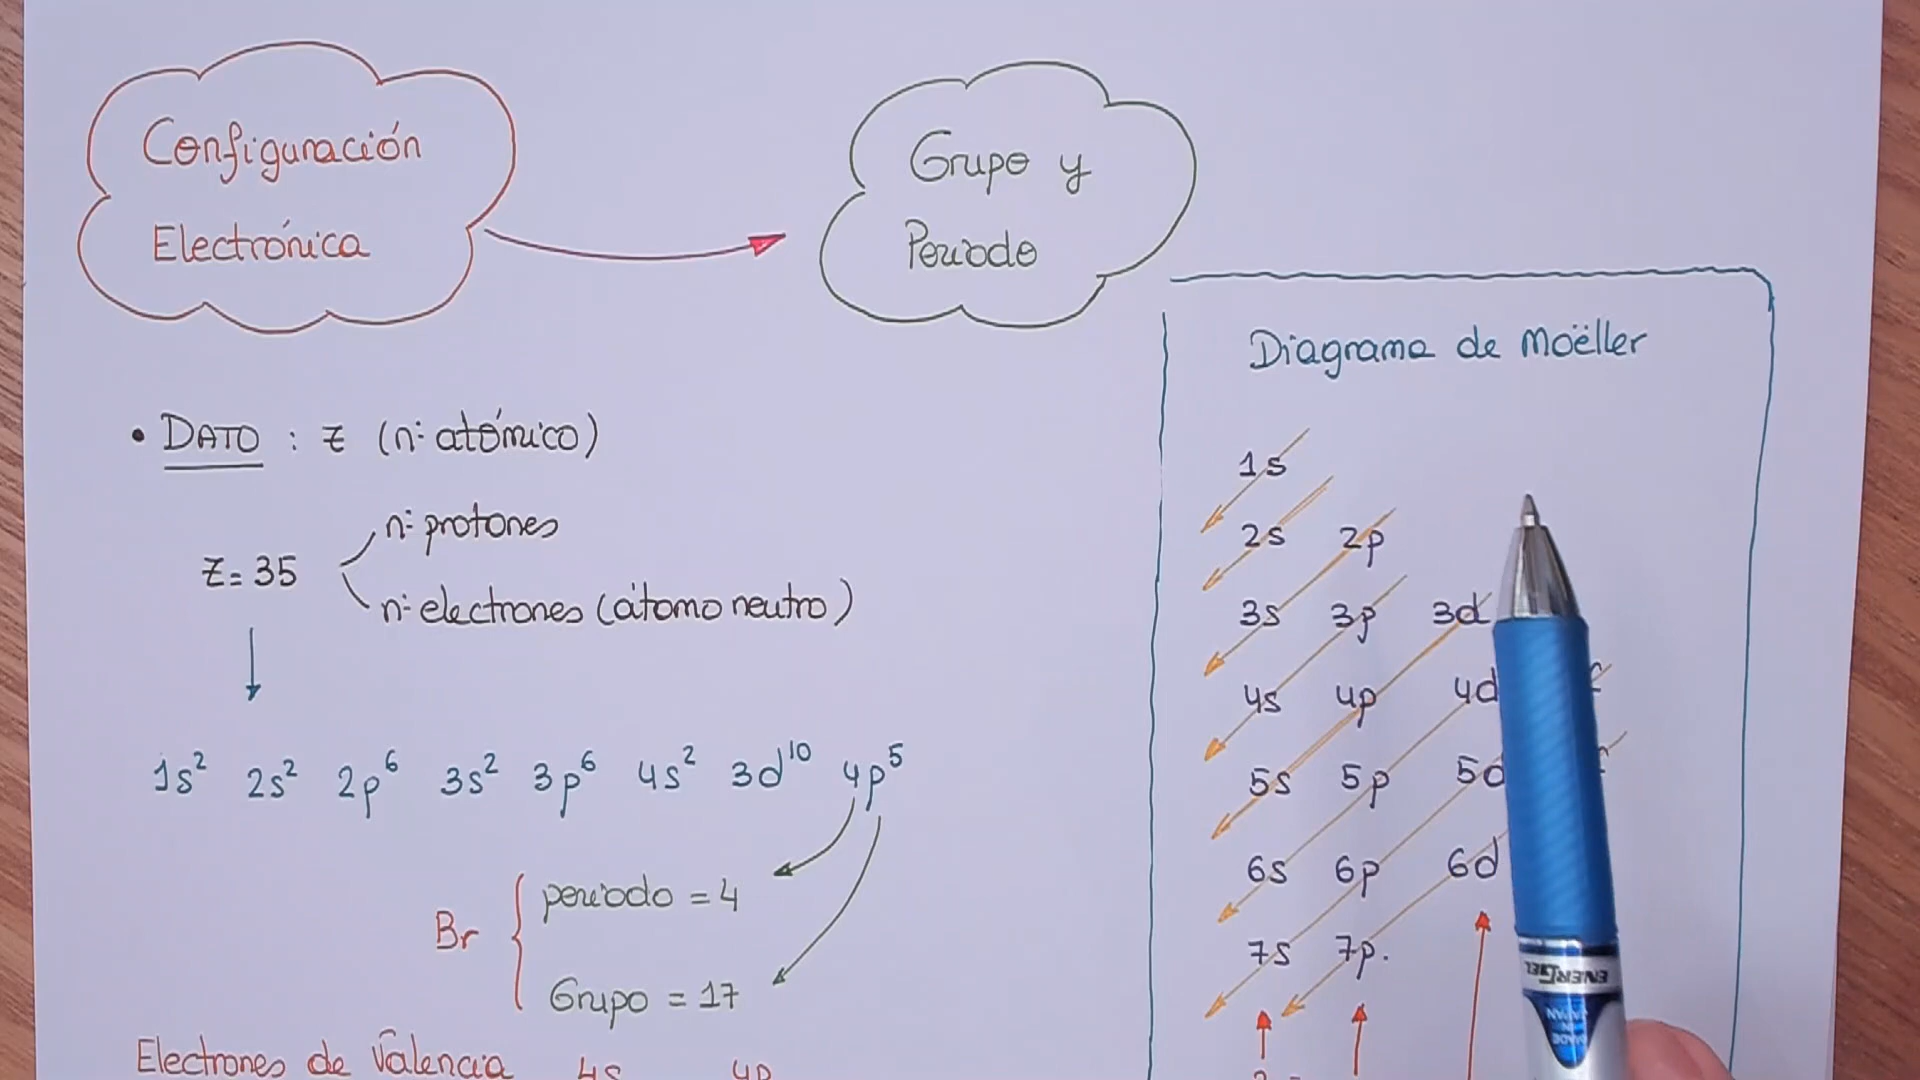 Configuración
Electrónica
Grupo y
Periodo
Diagrama de Moëller
• DATO : Z (nº atómico)
Z = 35
nº protones
nº electrones (átomo neutro)
1s² 2s² 2p⁶ 3s² 3p⁶ 4s² 3d¹⁰ 4p⁵
Br
periodo = 4
Grupo = 17
Electrones de Valencia 4s 4p
1s
2s 2p
3s 3p 3d
4s 4p 4d
5s 5p 5d
6s 6p 6d
7s 7p.
ENERGEL